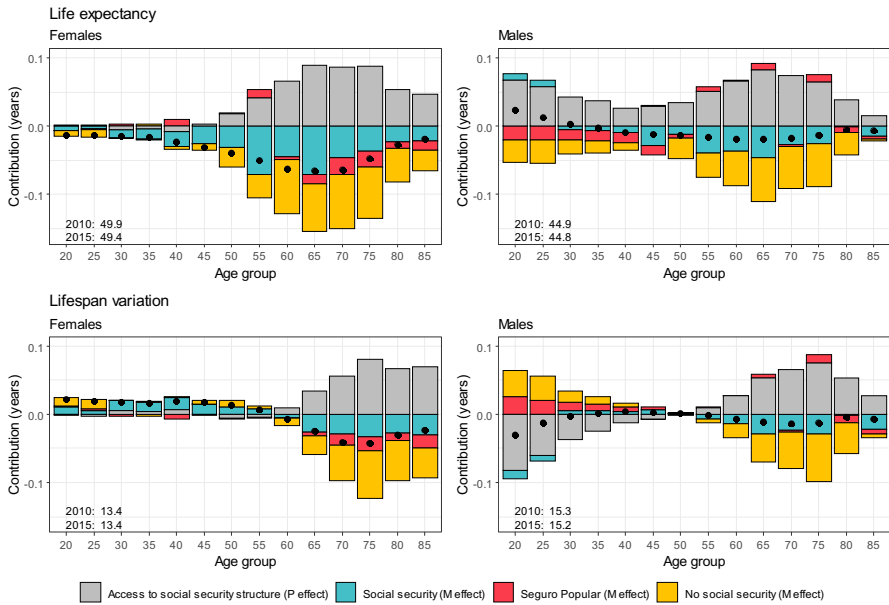 Life expectancy
Females
Males
Contribution (years)
0.1
0.0
-0.1
2010: 49.9
2015: 49.4
20 25 30 35 40 45 50 55 60 65 70 75 80 85
Age group
Contribution (years)
0.1
0.0
-0.1
2010: 44.9
2015: 44.8
20 25 30 35 40 45 50 55 60 65 70 75 80 85
Age group
Lifespan variation
Females
Males
Contribution (years)
0.1
0.0
-0.1
2010: 13.4
2015: 13.4
20 25 30 35 40 45 50 55 60 65 70 75 80 85
Age group
Contribution (years)
0.1
0.0
-0.1
2010: 15.3
2015: 15.2
20 25 30 35 40 45 50 55 60 65 70 75 80 85
Age group
Access to social security structure (P effect) Social security (M effect) Seguro Popular (M effect) No social security (M effect)